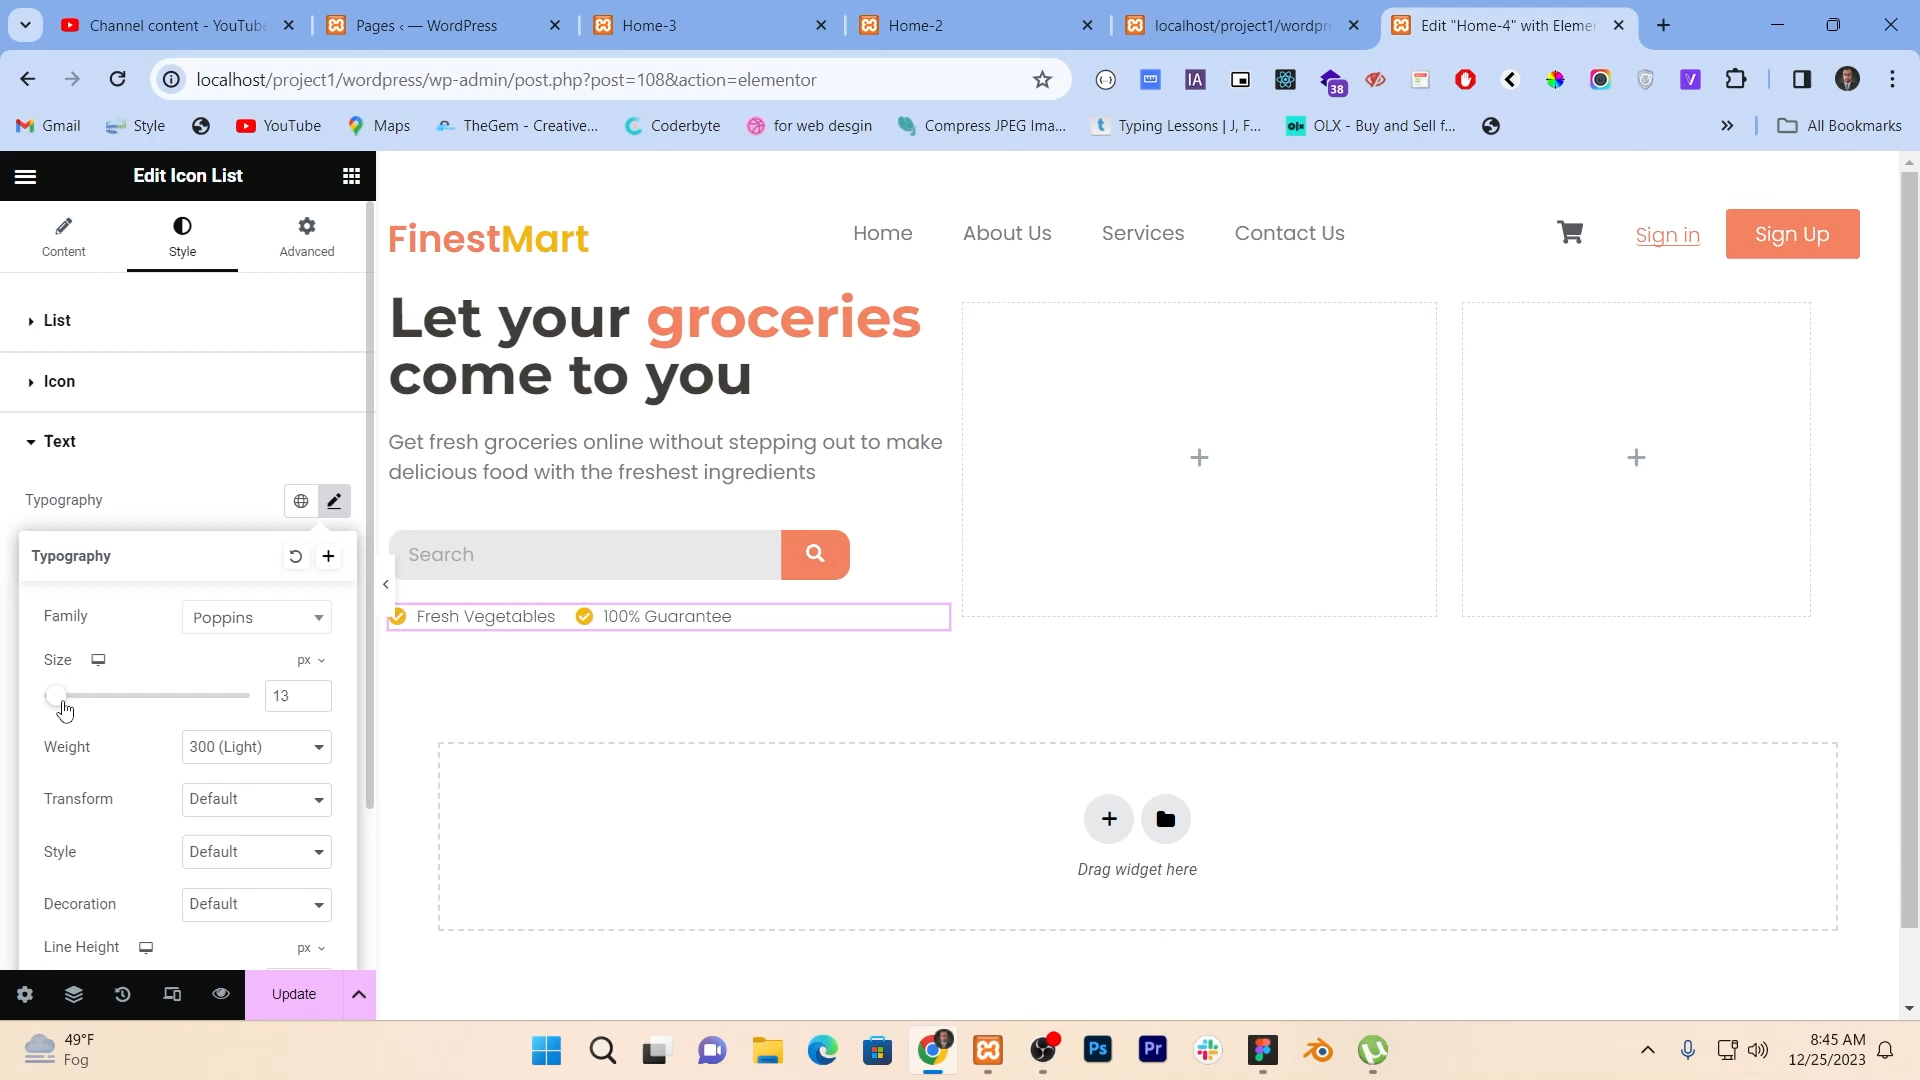 Channel content - YouTube
Pages ‹ — WordPress
Home-3
Home-2
localhost/project1/wordpr
Edit "Home-4" with Elemen
localhost/project1/wordpress/wp-admin/post.php?post=108&action=elementor
IA
38
Gmail
Style
YouTube
Maps
TheGem - Creative...
Coderbyte
for web desgin
Compress JPEG Ima...
Typing Lessons | J, F...
OLX - Buy and Sell f...
All Bookmarks
Edit Icon List
Content
Style
Advanced
List
Icon
Text
Typography
Typography
Family
Poppins
Size
px
13
Weight
300 (Light)
Transform
Default
Style
Default
Decoration
Default
Line Height
px
Update
FinestMart
Home
About Us
Services
Contact Us
Sign in
Sign Up
Let your groceries
come to you
Get fresh groceries online without stepping out to make
delicious food with the freshest ingredients
Search
Fresh Vegetables
100% Guarantee
Drag widget here
49°F
Fog
Ps
Pr
8:45 AM
12/25/2023